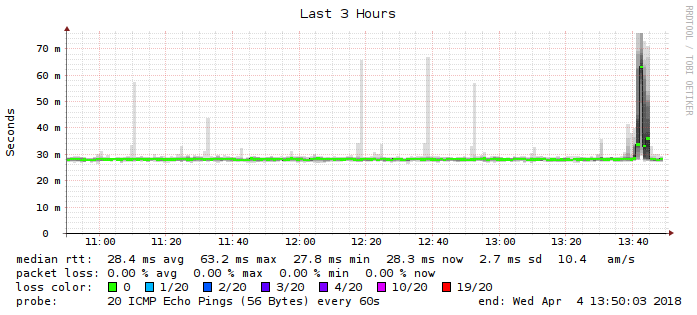 Last 3 Hours
RRDTOOL / TOBI OETIKER
Seconds
70 m
60 m
50 m
40 m
30 m
20 m
10 m
0
11:00 11:20 11:40 12:00 12:20 12:40 13:00 13:20 13:40
median rtt: 28.4 ms avg 63.2 ms max 27.8 ms min 28.3 ms now 2.7 ms sd 10.4 am/s
packet loss: 0.00 % avg 0.00 % max 0.00 % min 0.00 % now
loss color: 0 1/20 2/20 3/20 4/20 10/20 19/20
probe: 20 ICMP Echo Pings (56 Bytes) every 60s end: Wed Apr 4 13:50:03 2018